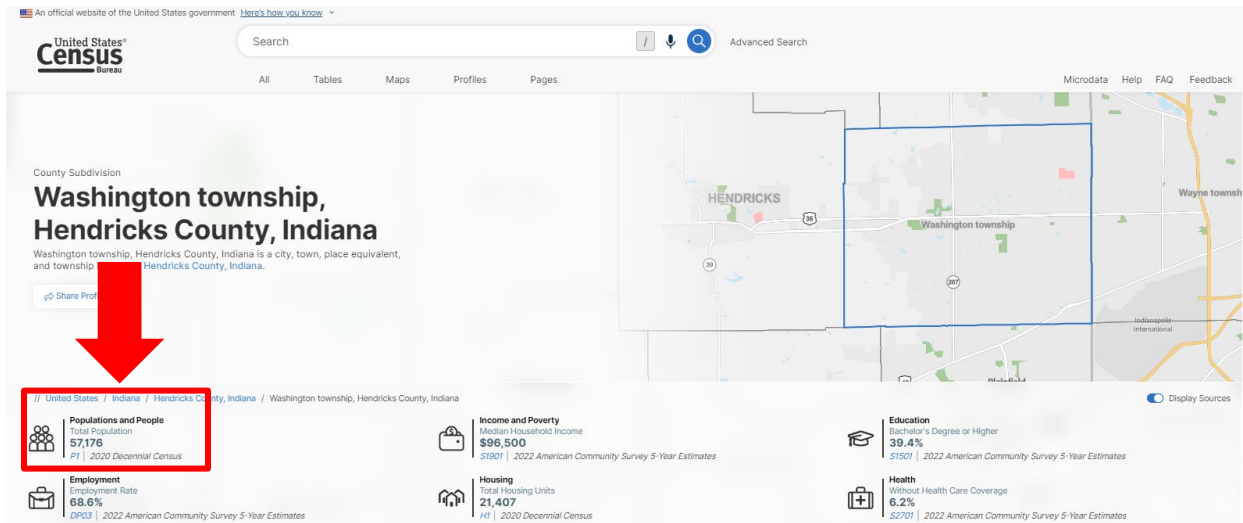 An official website of the United States government Here's how you know
United States®
Census
Bureau
Search
/
Advanced Search
All Tables Maps Profiles Pages
Microdata Help FAQ Feedback
County Subdivision
Washington township,
Hendricks County, Indiana
Washington township, Hendricks County, Indiana is a city, town, place equivalent,
and township Hendricks County, Indiana.
Share
HENDRICKS
36
Washington township
39
267
Indianapolis
International
// United States / Indiana / Hendricks County, Indiana / Washington township, Hendricks County, Indiana
Display Sources
Populations and People
Total Population
57,176
P1 | 2020 Decennial Census
Income and Poverty
Median Household Income
$96,500
S1901 | 2022 American Community Survey 5-Year Estimates
Education
Bachelor's Degree or Higher
39.4%
S1501 | 2022 American Community Survey 5-Year Estimates
Employment
Employment Rate
68.6%
DP03 | 2022 American Community Survey 5-Year Estimates
Housing
Total Housing Units
21,407
H1 | 2020 Decennial Census
Health
Without Health Care Coverage
6.2%
S2701 | 2022 American Community Survey 5-Year Estimates